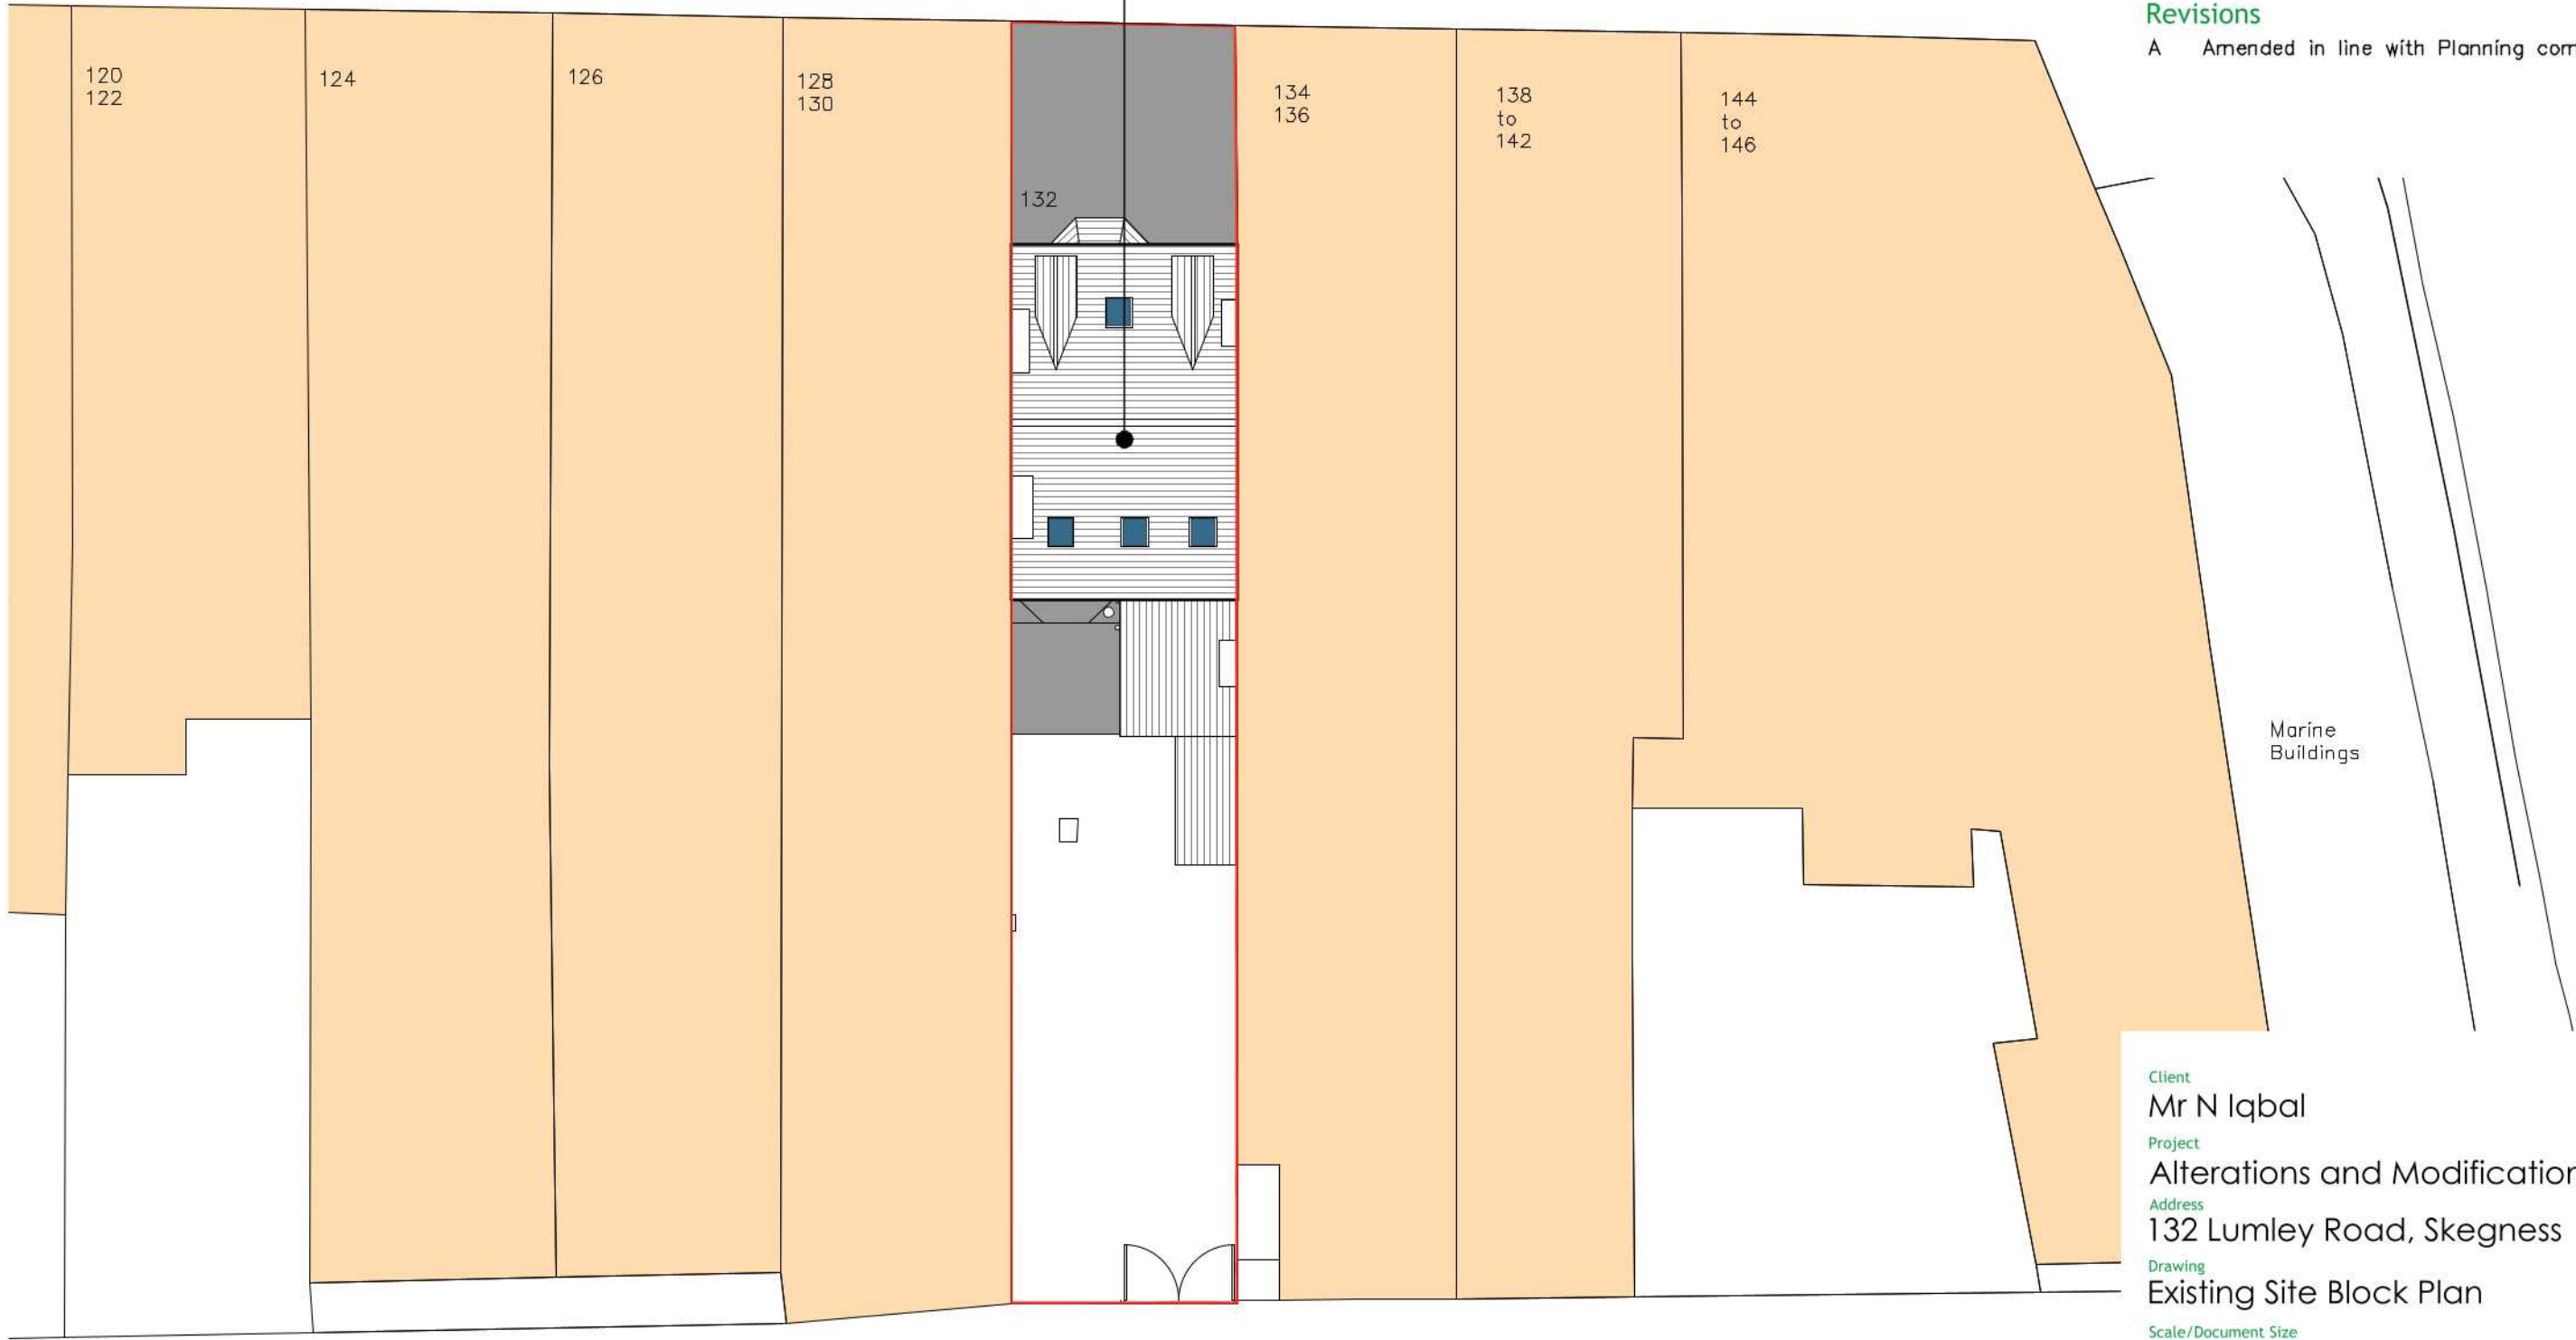 Revisions
A Amended in line with Planning
120
122
124
126
128
130
132
134
136
138
to
142
144
to
146
Marine
Buildings
Client
Mr N Iqbal
Project
Alterations and Modification
Address
132 Lumley Road, Skegness
Drawing
Existing Site Block Plan
Scale/Document Size